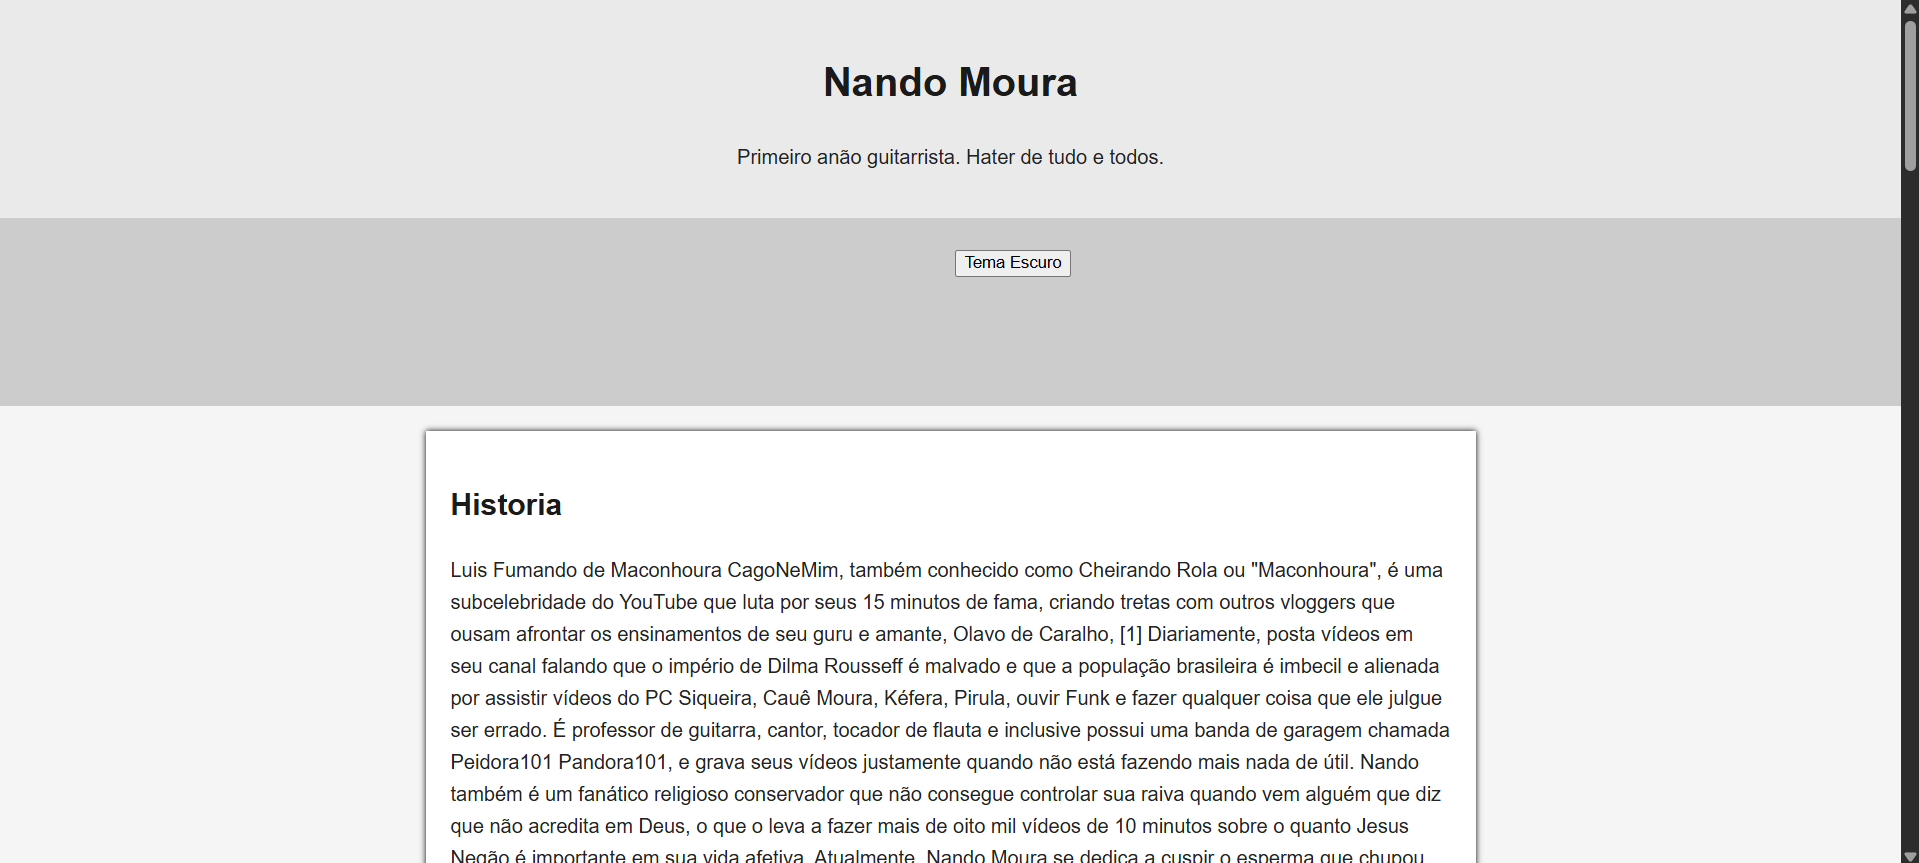 Nando Moura
Primeiro anão guitarrista. Hater de tudo e todos.
Tema Escuro
Historia
Luis Fumando de Maconhoura CagoNeMim, também conhecido como Cheirando Rola ou "Maconhoura", é uma
subcelebridade do YouTube que luta por seus 15 minutos de fama, criando tretas com outros vloggers que
ousam afrontar os ensinamentos de seu guru e amante, Olavo de Caralho, [1] Diariamente, posta vídeos em
seu canal falando que o império de Dilma Rousseff é malvado e que a população brasileira é imbecil e alienada
por assistir vídeos do PC Siqueira, Cauê Moura, Kéfera, Pirula, ouvir Funk e fazer qualquer coisa que ele julgue
ser errado. É professor de guitarra, cantor, tocador de flauta e inclusive possui uma banda de garagem chamada
Peidora101 Pandora101, e grava seus vídeos justamente quando não está fazendo mais nada de útil. Nando
também é um fanático religioso conservador que não consegue controlar sua raiva quando vem alguém que diz
que não acredita em Deus, o que o leva a fazer mais de oito mil vídeos de 10 minutos sobre o quanto Jesus
Negão é importante em sua vida afetiva. Atualmente, Nando Moura se dedica a cuspir o esperma que chupou